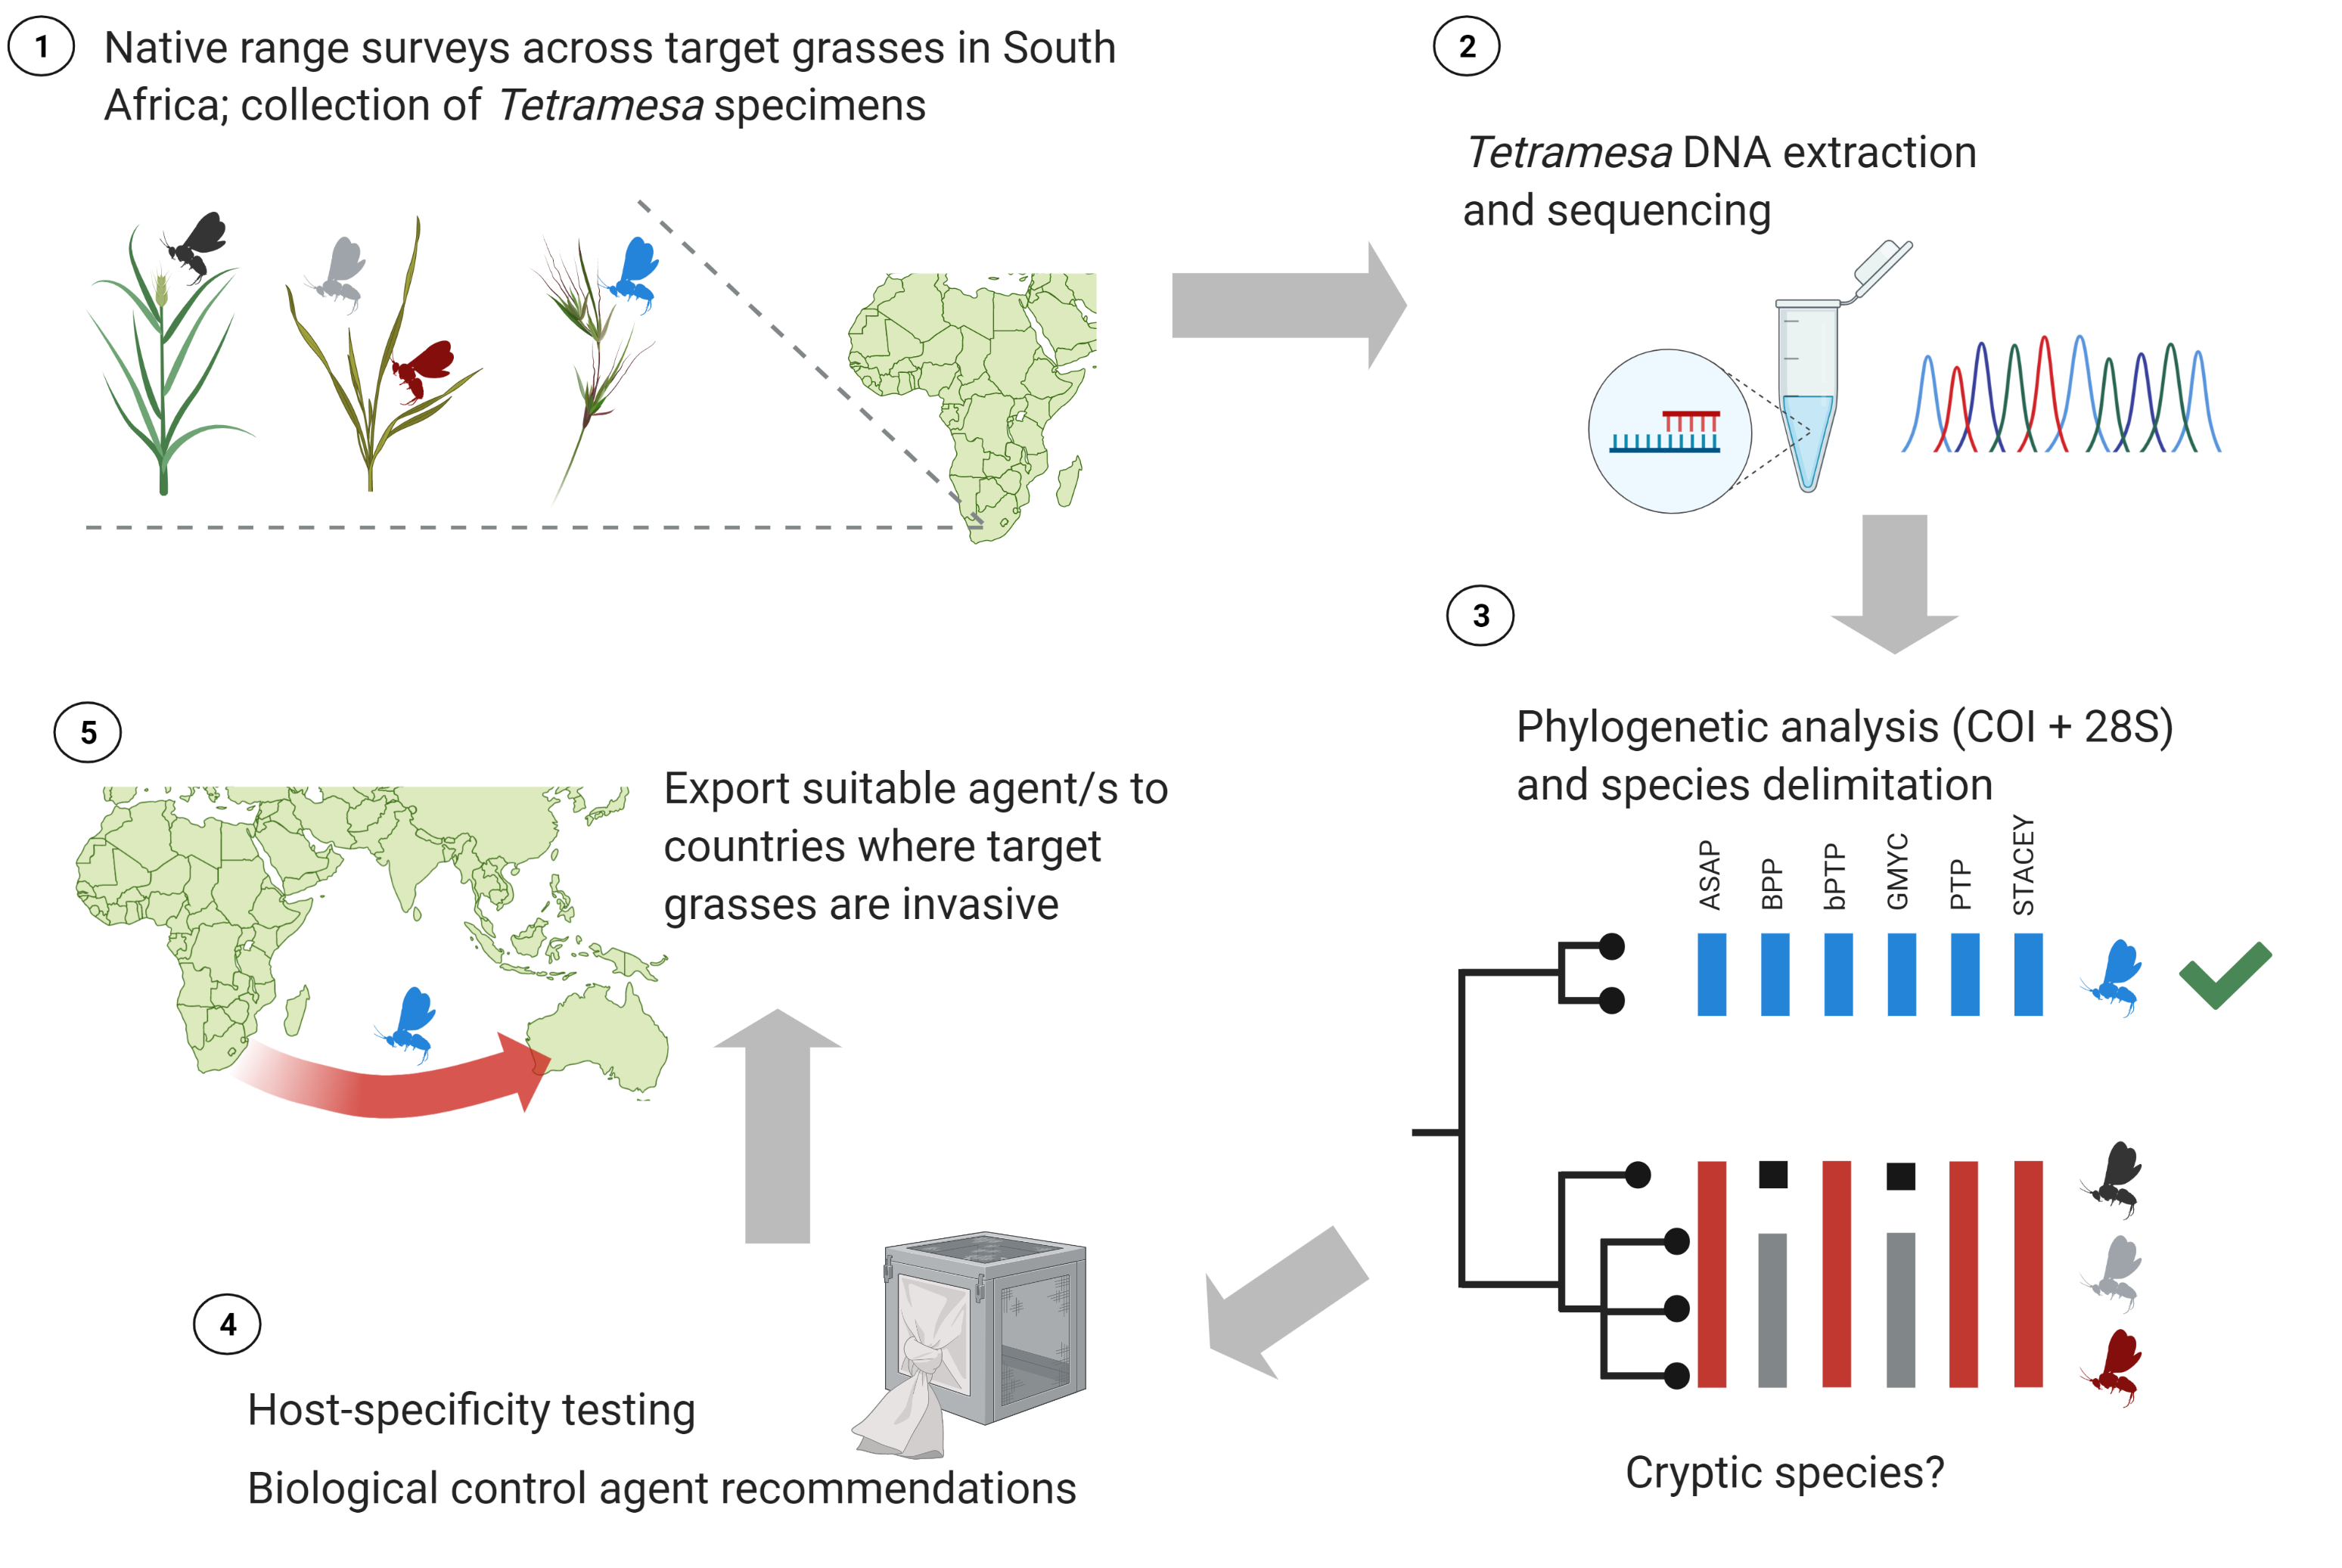 1
Native range surveys across target grasses in South
Africa; collection of Tetramesa specimens
2
Tetramesa DNA extraction
and sequencing
3
Phylogenetic analysis (COI + 28S)
and species delimitation
ASAP
BPP
bPTP
GMYC
PTP
STACEY
Cryptic species?
4
Host-specificity testing
Biological control agent recommendations
5
Export suitable agent/s to
countries where target
grasses are invasive